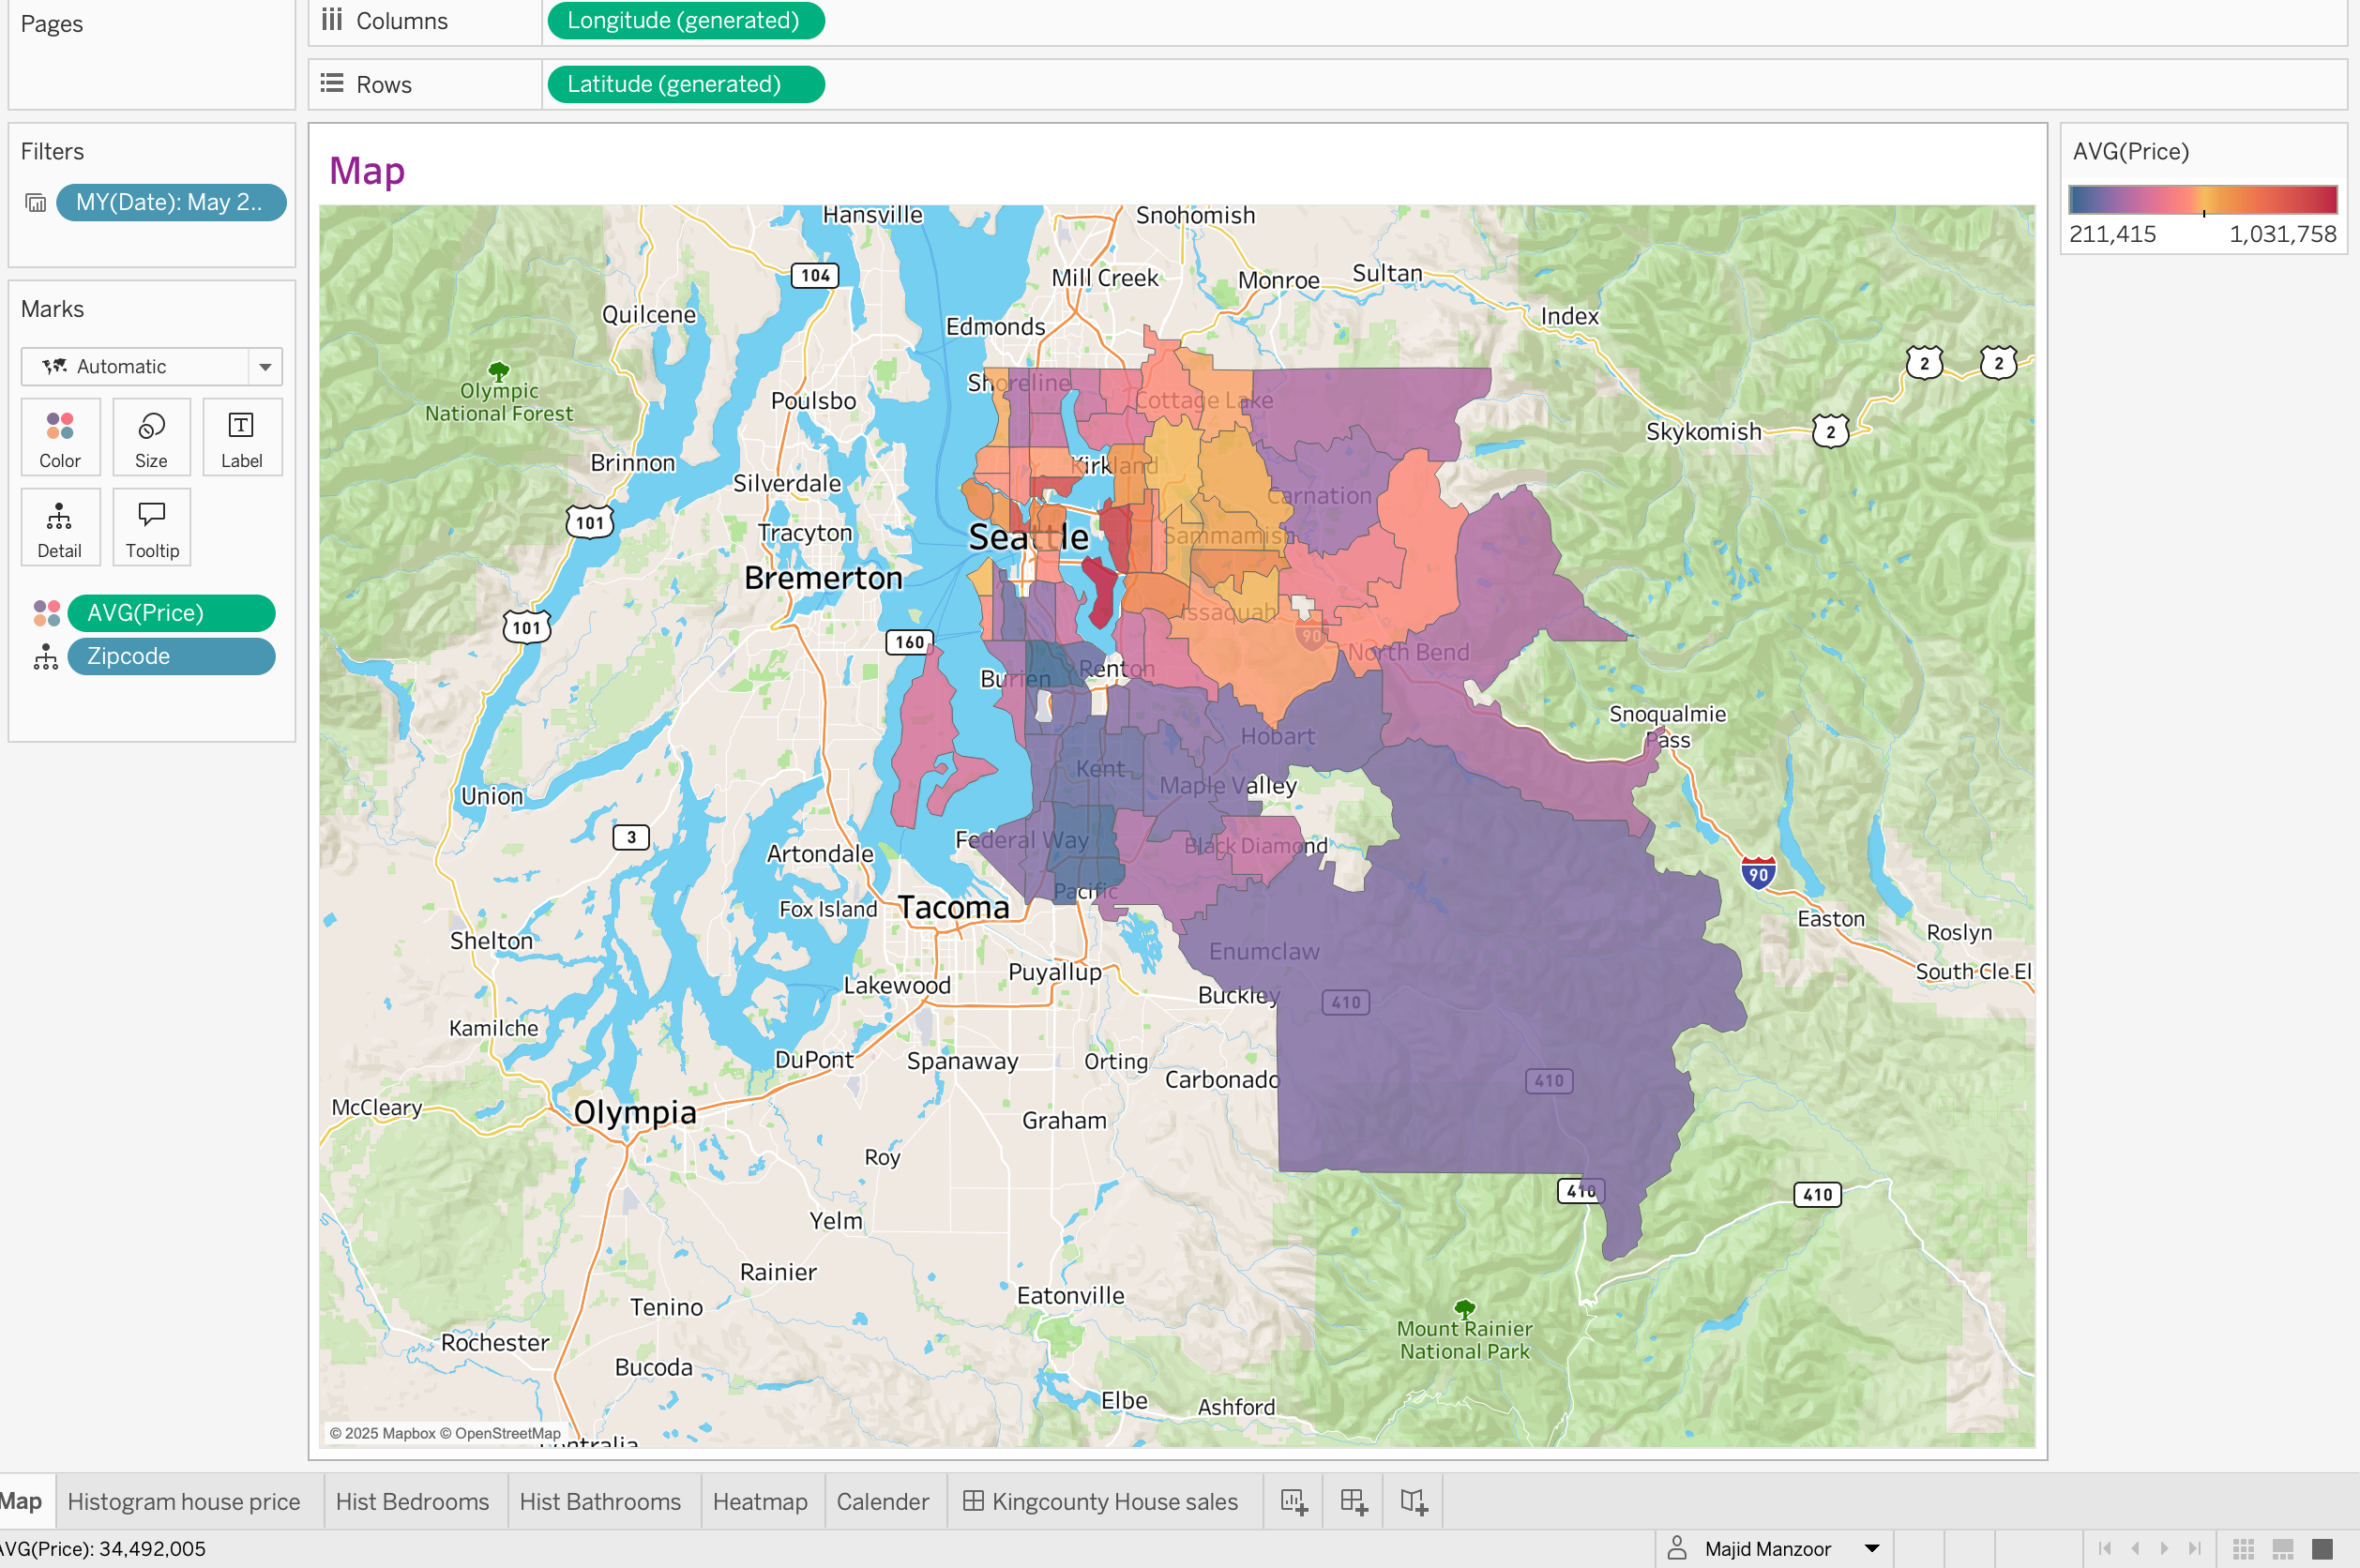 Pages
Columns
Longitude (generated)
Rows
Latitude (generated)
Filters
MY(Date): May 2..
Marks
Automatic
Color
Size
Label
Detail
Tooltip
AVG(Price)
Zipcode
Map
Hansville
Snohomish
104
Mill Creek
Monroe
Sultan
Quilcene
Edmonds
Index
2
2
Olympic
National Forest
Shoreline
Poulsbo
Cottage Lake
Skykomish
2
Brinnon
Kirkland
Silverdale
Carnation
101
Tracyton
Seattle
Sammamish
Bremerton
Issaquah
101
160
90
North Bend
Burien
Renton
Snoqualmie
Pass
Hobart
Kent
Union
Maple Valley
3
Federal Way
Black Diamond
Artondale
90
Pacific
Fox Island
Tacoma
Easton
Roslyn
Shelton
Enumclaw
Puyallup
South Cle El
Lakewood
Buckley
410
Kamilche
DuPont
Spanaway
Orting
Carbonado
410
McCleary
Olympia
Graham
Roy
410
410
Yelm
Rainier
Eatonville
Tenino
Mount Rainier
National Park
Rochester
Bucoda
Elbe
Ashford
© 2025 Mapbox © OpenStreetMap
AVG(Price)
211,415
1,031,758
Map
Histogram house price
Hist Bedrooms
Hist Bathrooms
Heatmap
Calender
Kingcounty House sales
AVG(Price): 34,492,005
Majid Manzoor